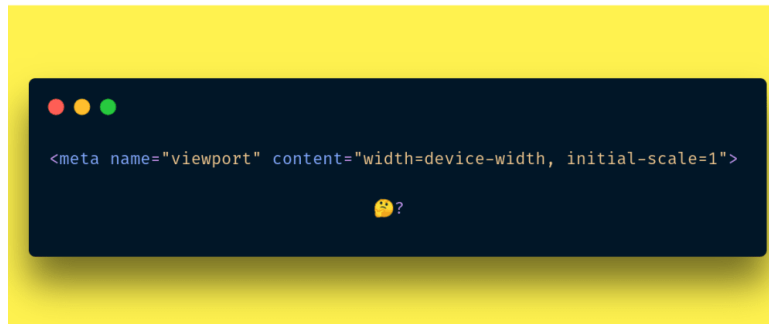 <meta name="viewport" content="width=device-width, initial-scale=1">
🤔?